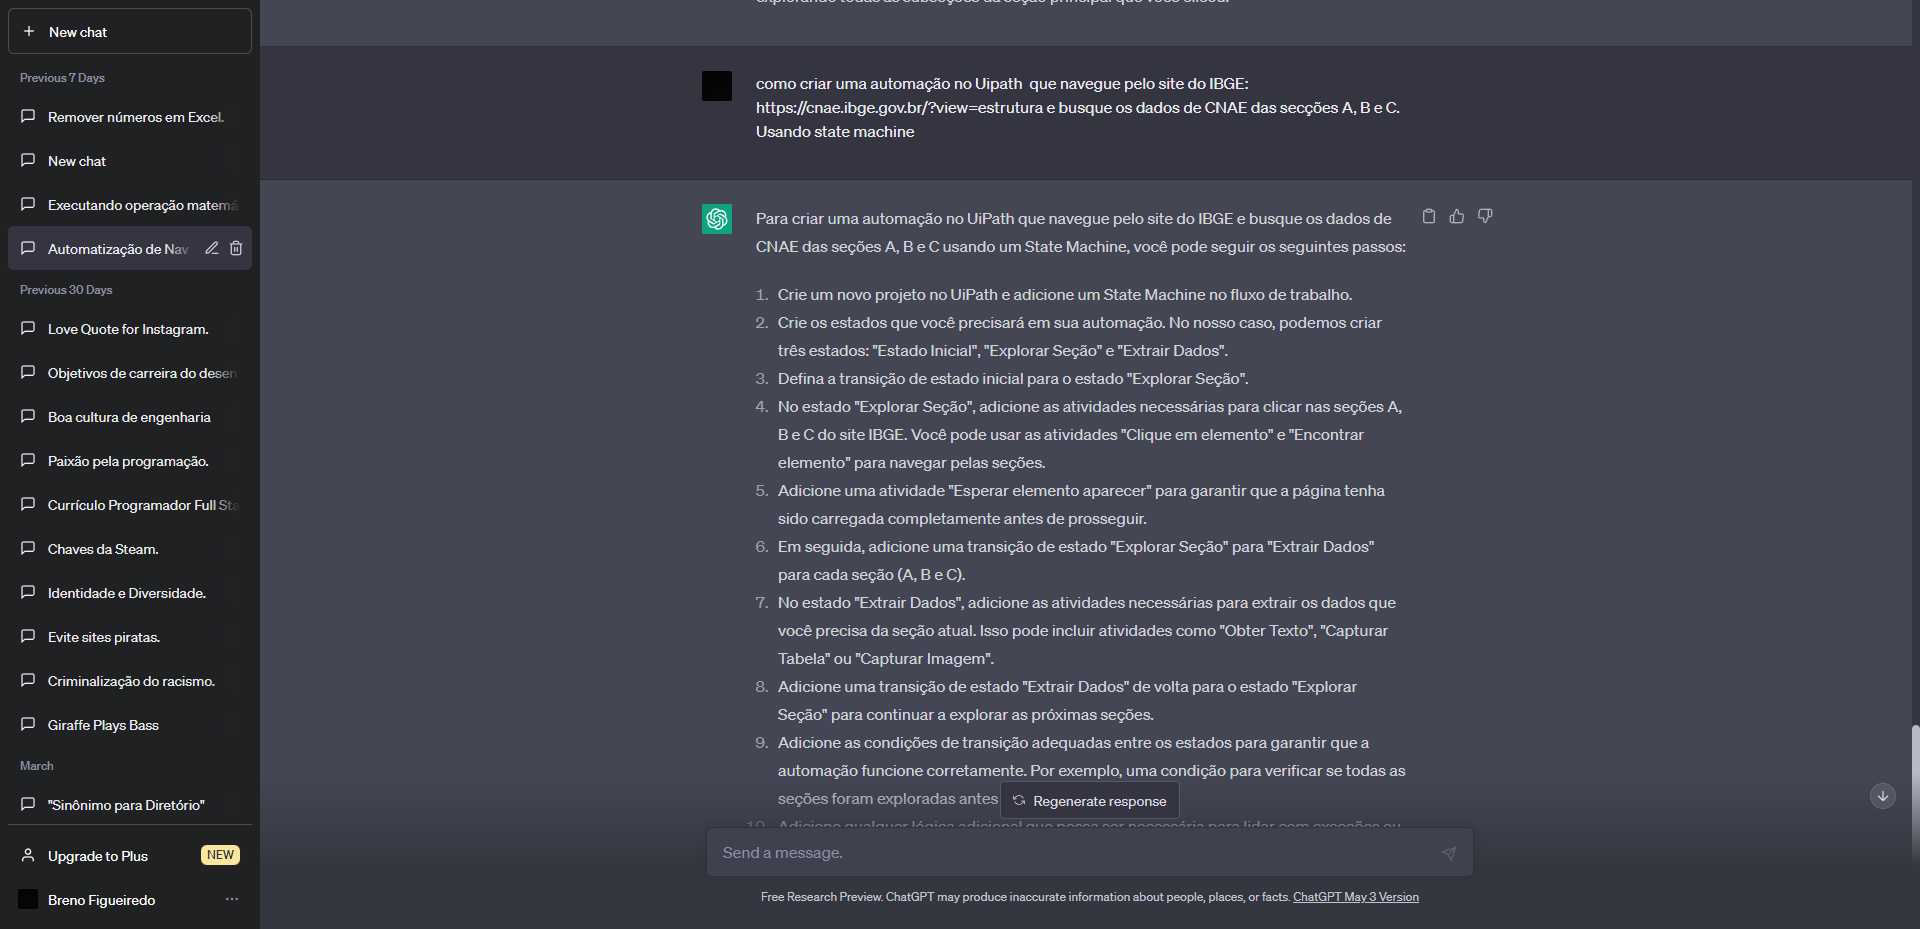 New chat
Previous 7 Days
Remover números em Excel.
New chat
Executando operação matemá
Automatização de Nav
Previous 30 Days
Love Quote for Instagram.
Objetivos de carreira do desen
Boa cultura de engenharia
Paixão pela programação.
Currículo Programador Full Sta
Chaves da Steam.
Identidade e Diversidade.
Evite sites piratas.
Criminalização do racismo.
Giraffe Plays Bass
March
"Sinônimo para Diretório"
Upgrade to Plus NEW
Breno Figueiredo
como criar uma automação no Uipath  que navegue pelo site do IBGE:
https://cnae.ibge.gov.br/?view=estrutura e busque os dados de CNAE das secções A, B e C.
Usando state machine
Para criar uma automação no UiPath que navegue pelo site do IBGE e busque os dados de
CNAE das seções A, B e C usando um State Machine, você pode seguir os seguintes passos:
1. Crie um novo projeto no UiPath e adicione um State Machine no fluxo de trabalho.
2. Crie os estados que você precisará em sua automação. No nosso caso, podemos criar
três estados: "Estado Inicial", "Explorar Seção" e "Extrair Dados".
3. Defina a transição de estado inicial para o estado "Explorar Seção".
4. No estado "Explorar Seção", adicione as atividades necessárias para clicar nas seções A,
B e C do site IBGE. Você pode usar as atividades "Clique em elemento" e "Encontrar
elemento" para navegar pelas seções.
5. Adicione uma atividade "Esperar elemento aparecer" para garantir que a página tenha
sido carregada completamente antes de prosseguir.
6. Em seguida, adicione uma transição de estado "Explorar Seção" para "Extrair Dados"
para cada seção (A, B e C).
7. No estado "Extrair Dados", adicione as atividades necessárias para extrair os dados que
você precisa da seção atual. Isso pode incluir atividades como "Obter Texto", "Capturar
Tabela" ou "Capturar Imagem".
8. Adicione uma transição de estado "Extrair Dados" de volta para o estado "Explorar
Seção" para continuar a explorar as próximas seções.
9. Adicione as condições de transição adequadas entre os estados para garantir que a
automação funcione corretamente. Por exemplo, uma condição para verificar se todas as
seções foram exploradas antes
Regenerate response
Send a message.
Free Research Preview. ChatGPT may produce inaccurate information about people, places, or facts. ChatGPT May 3 Version